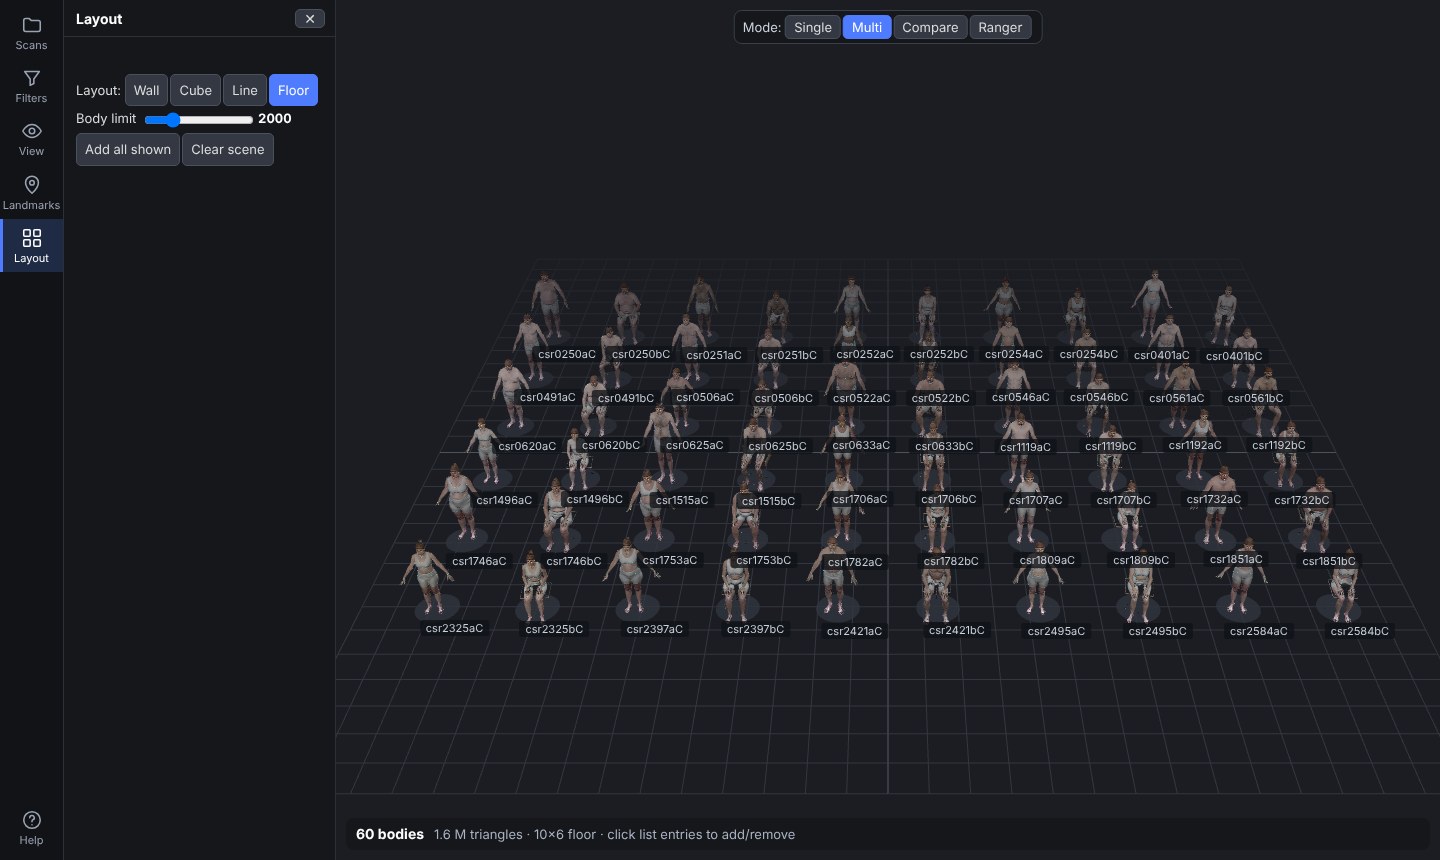 Layout
✕
Mode: Single Multi Compare Ranger
Scans
Filters
View
Landmarks
Layout
Help
Layout: Wall Cube Line Floor
Body limit 2000
Add all shown Clear scene
csr0250aC csr0250bC csr0251aC csr0251bC csr0252aC csr0252bC csr0254aC csr0254bC csr0401aC csr0401bC
csr0491aC csr0491bC csr0506aC csr0506bC csr0522aC csr0522bC csr0546aC csr0546bC csr0561aC csr0561bC
csr0620aC csr0620bC csr0625aC csr0625bC csr0633aC csr0633bC csr1119aC csr1119bC csr1192aC csr1192bC
csr1496aC csr1496bC csr1515aC csr1515bC csr1706aC csr1706bC csr1707aC csr1707bC csr1732aC csr1732bC
csr1746aC csr1746bC csr1753aC csr1753bC csr1782aC csr1782bC csr1809aC csr1809bC csr1851aC csr1851bC
csr2325aC csr2325bC csr2397aC csr2397bC csr2421aC csr2421bC csr2495aC csr2495bC csr2584aC csr2584bC
60 bodies 1.6 M triangles · 10×6 floor · click list entries to add/remove